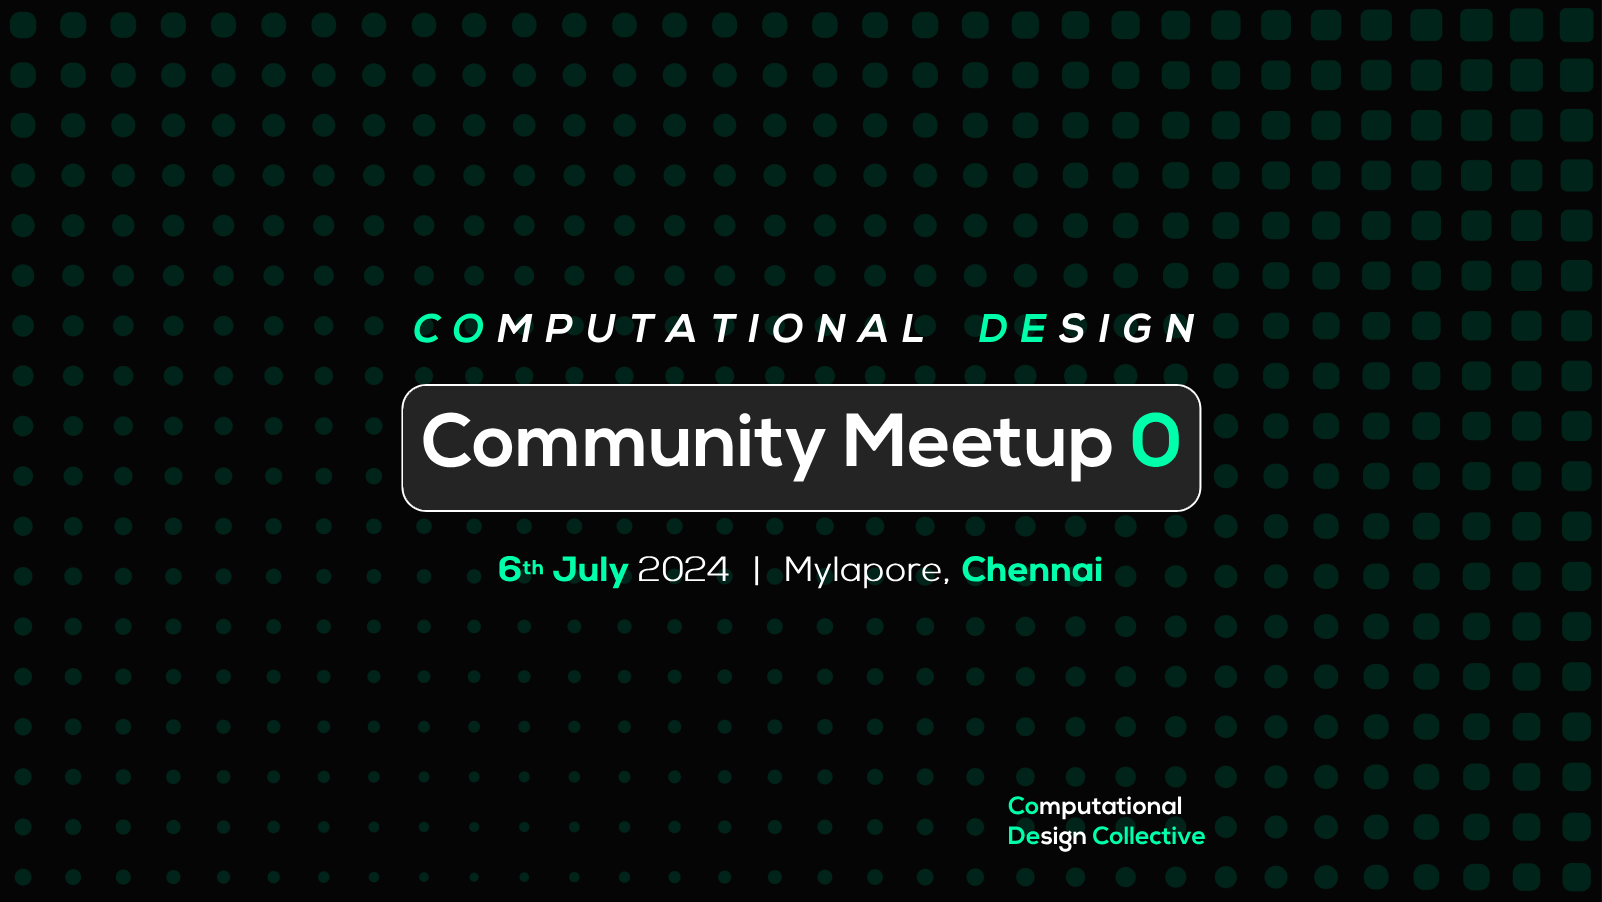 COMPUTATIONAL DESIGN
Community Meetup 0
6th July 2024 | Mylapore, Chennai
Computational
Design Collective